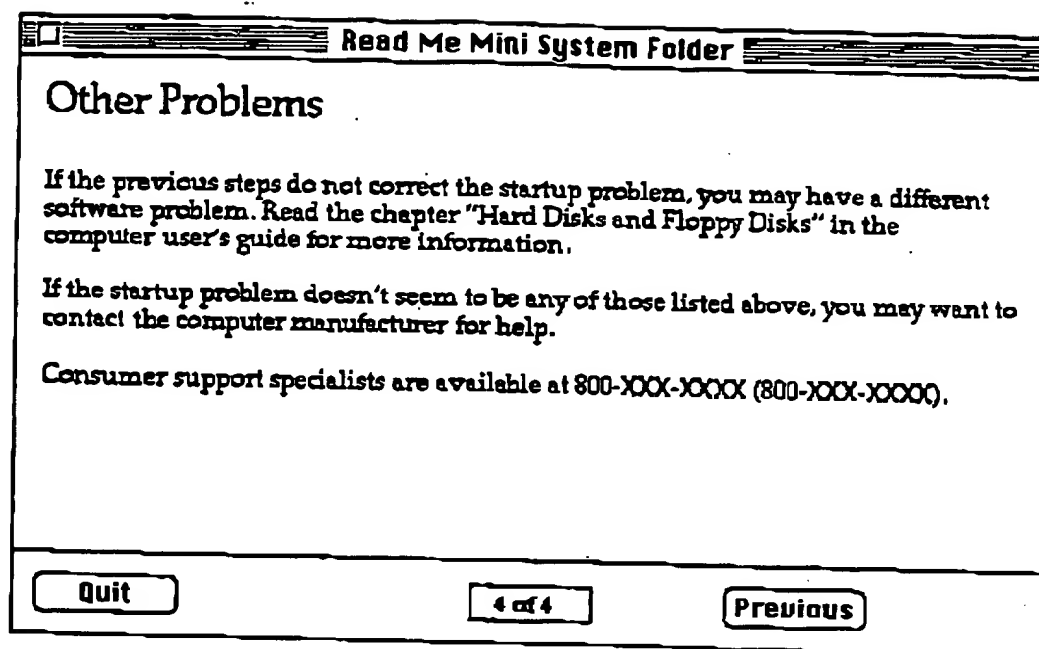 Read Me Mini System Folder
Other Problems
If the previous steps do not correct the startup problem, you may have a different
software problem. Read the chapter "Hard Disks and Floppy Disks" in the
computer user's guide for more information.
If the startup problem doesn't seem to be any of those listed above, you may want to
contact the computer manufacturer for help.
Consumer support specialists are available at 800-XXX-XXXX (800-XXX-XXXX).
Quit
4 of 4
Previous